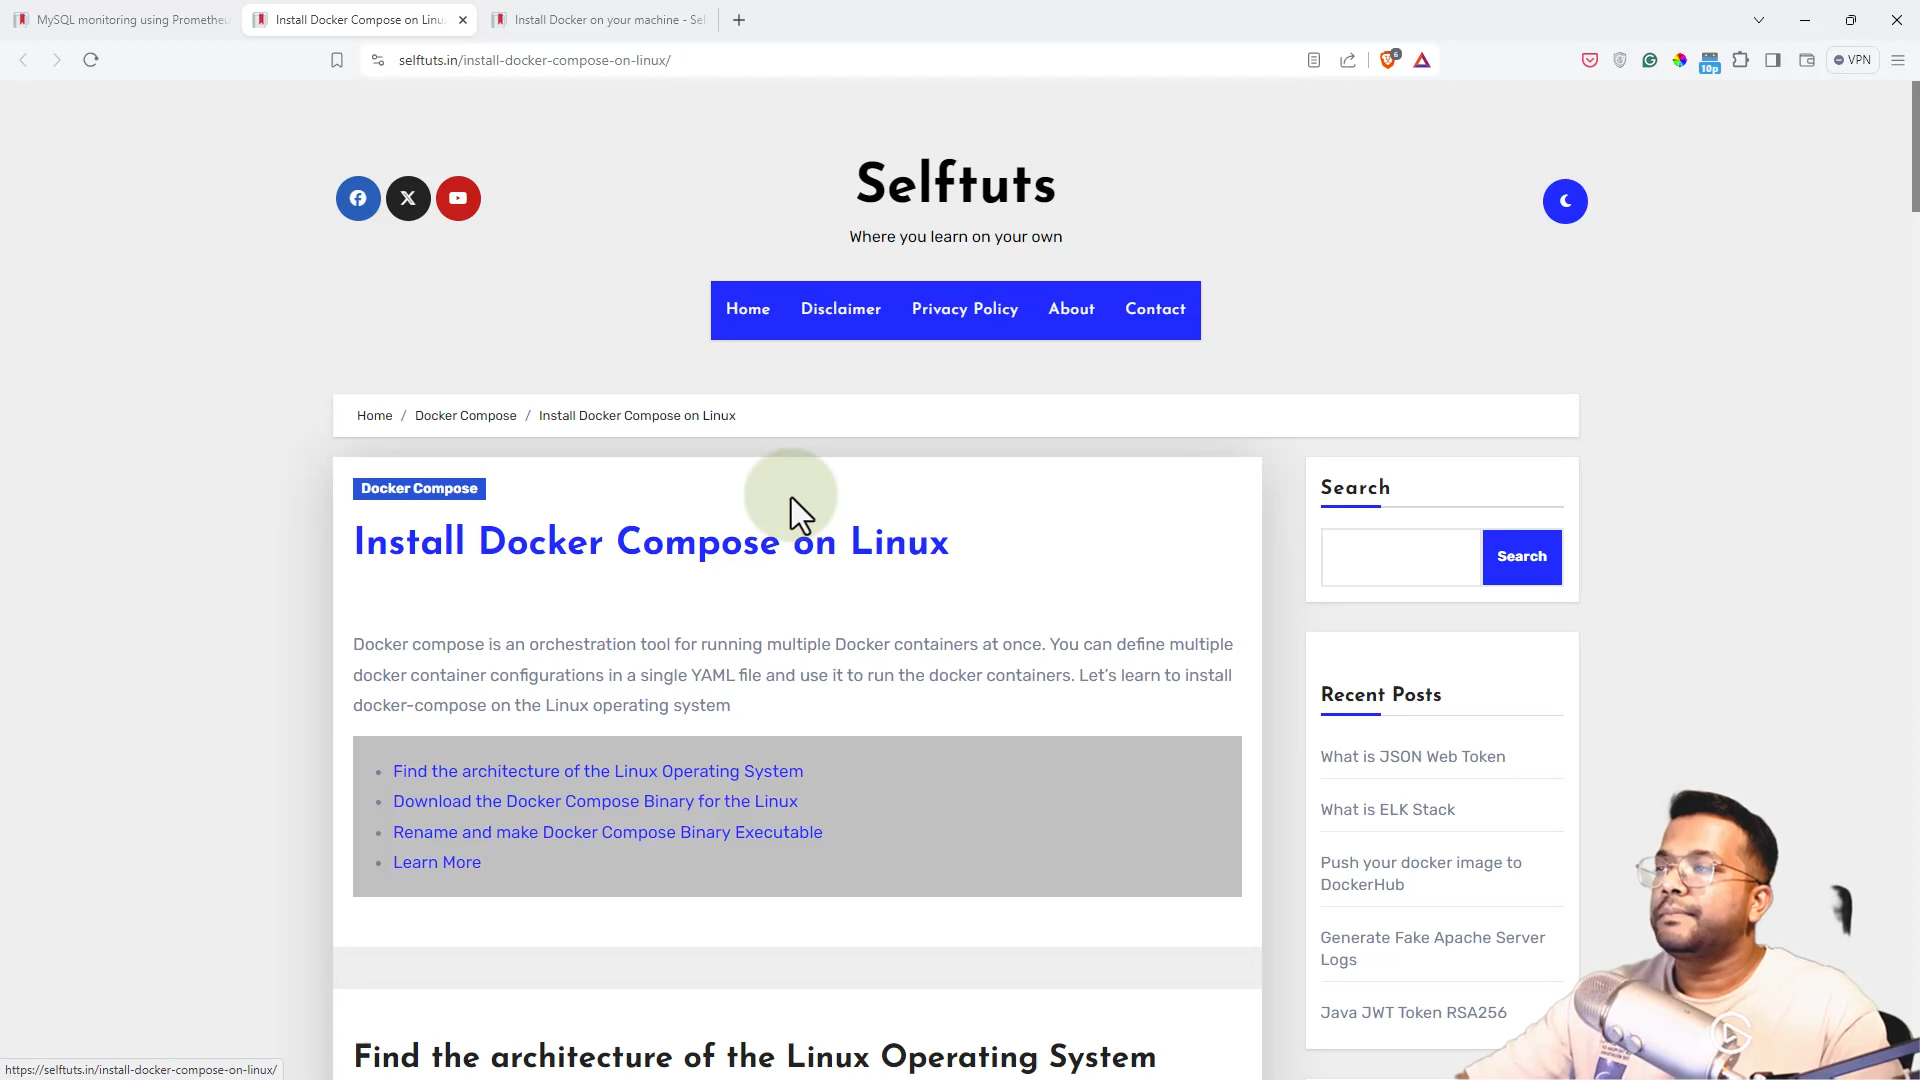 MySQL monitoring using Prometheu
Install Docker Compose on Linu
Install Docker on your machine - Sel
selftuts.in/install-docker-compose-on-linux/
6
10p
VPN
Selftuts
Where you learn on your own
Home
Disclaimer
Privacy Policy
About
Contact
Home / Docker Compose / Install Docker Compose on Linux
Docker Compose
Install Docker Compose on Linux
Docker compose is an orchestration tool for running multiple Docker containers at once. You can define multiple
docker container configurations in a single YAML file and use it to run the docker containers. Let’s learn to install
docker-compose on the Linux operating system
Find the architecture of the Linux Operating System
Download the Docker Compose Binary for the Linux
Rename and make Docker Compose Binary Executable
Learn More
Find the architecture of the Linux Operating System
Search
Search
Recent Posts
What is JSON Web Token
What is ELK Stack
Push your docker image to
DockerHub
Generate Fake Apache Server
Logs
Java JWT Token RSA256
https://selftuts.in/install-docker-compose-on-linux/